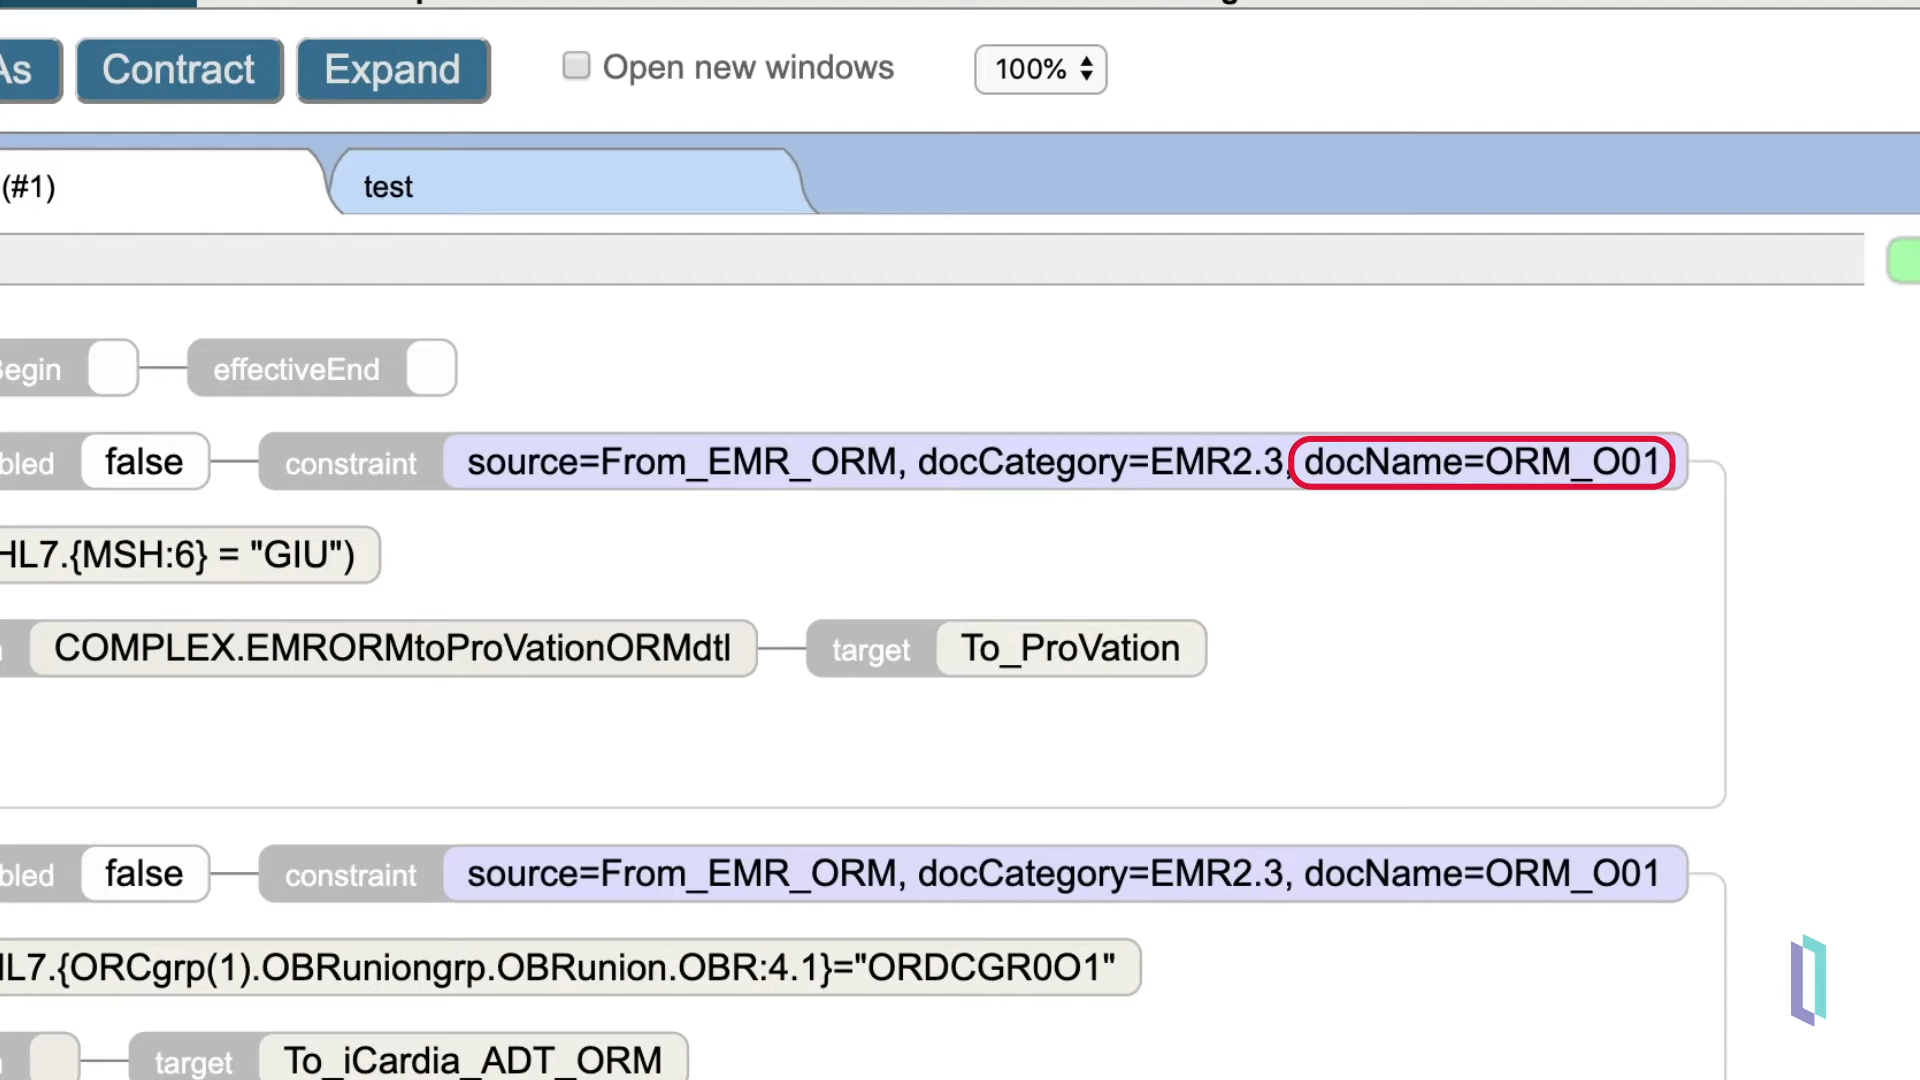 As Contract Expand Open new windows 100%
(#1) test
Begin effectiveEnd
bled false constraint source=From_EMR_ORM, docCategory=EMR2.3, docName=ORM_O01
HL7.{MSH:6} = "GIU")
COMPLEX.EMRORMtoProVationORMdtl target To_ProVation
bled false constraint source=From_EMR_ORM, docCategory=EMR2.3, docName=ORM_O01
HL7.{ORCgrp(1).OBRuniongrp.OBRunion.OBR:4.1}="ORDCGR0O1"
target To_iCardia_ADT_ORM